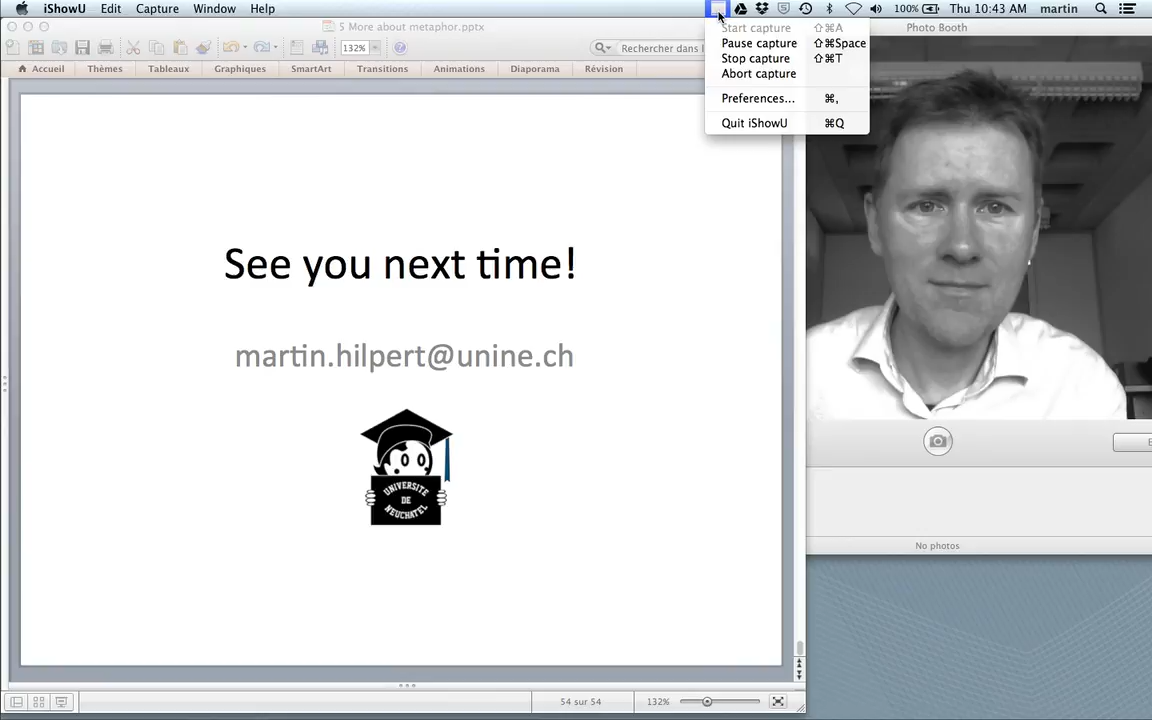 iShowU Edit Capture Window Help
100% Thu 10:43 AM martin
5 More about metaphor.pptx
132%
Rechercher dans l
Accueil Thèmes Tableaux Graphiques SmartArt Transitions Animations Diaporama Révision
Start capture ⇧⌘A
Pause capture ⇧⌘Space
Stop capture ⇧⌘T
Abort capture
Preferences... ⌘,
Quit iShowU ⌘Q
Photo Booth
See you next time!
martin.hilpert@unine.ch
UNIVERSITE
DE
NEUCHATEL
No photos
54 sur 54
132%